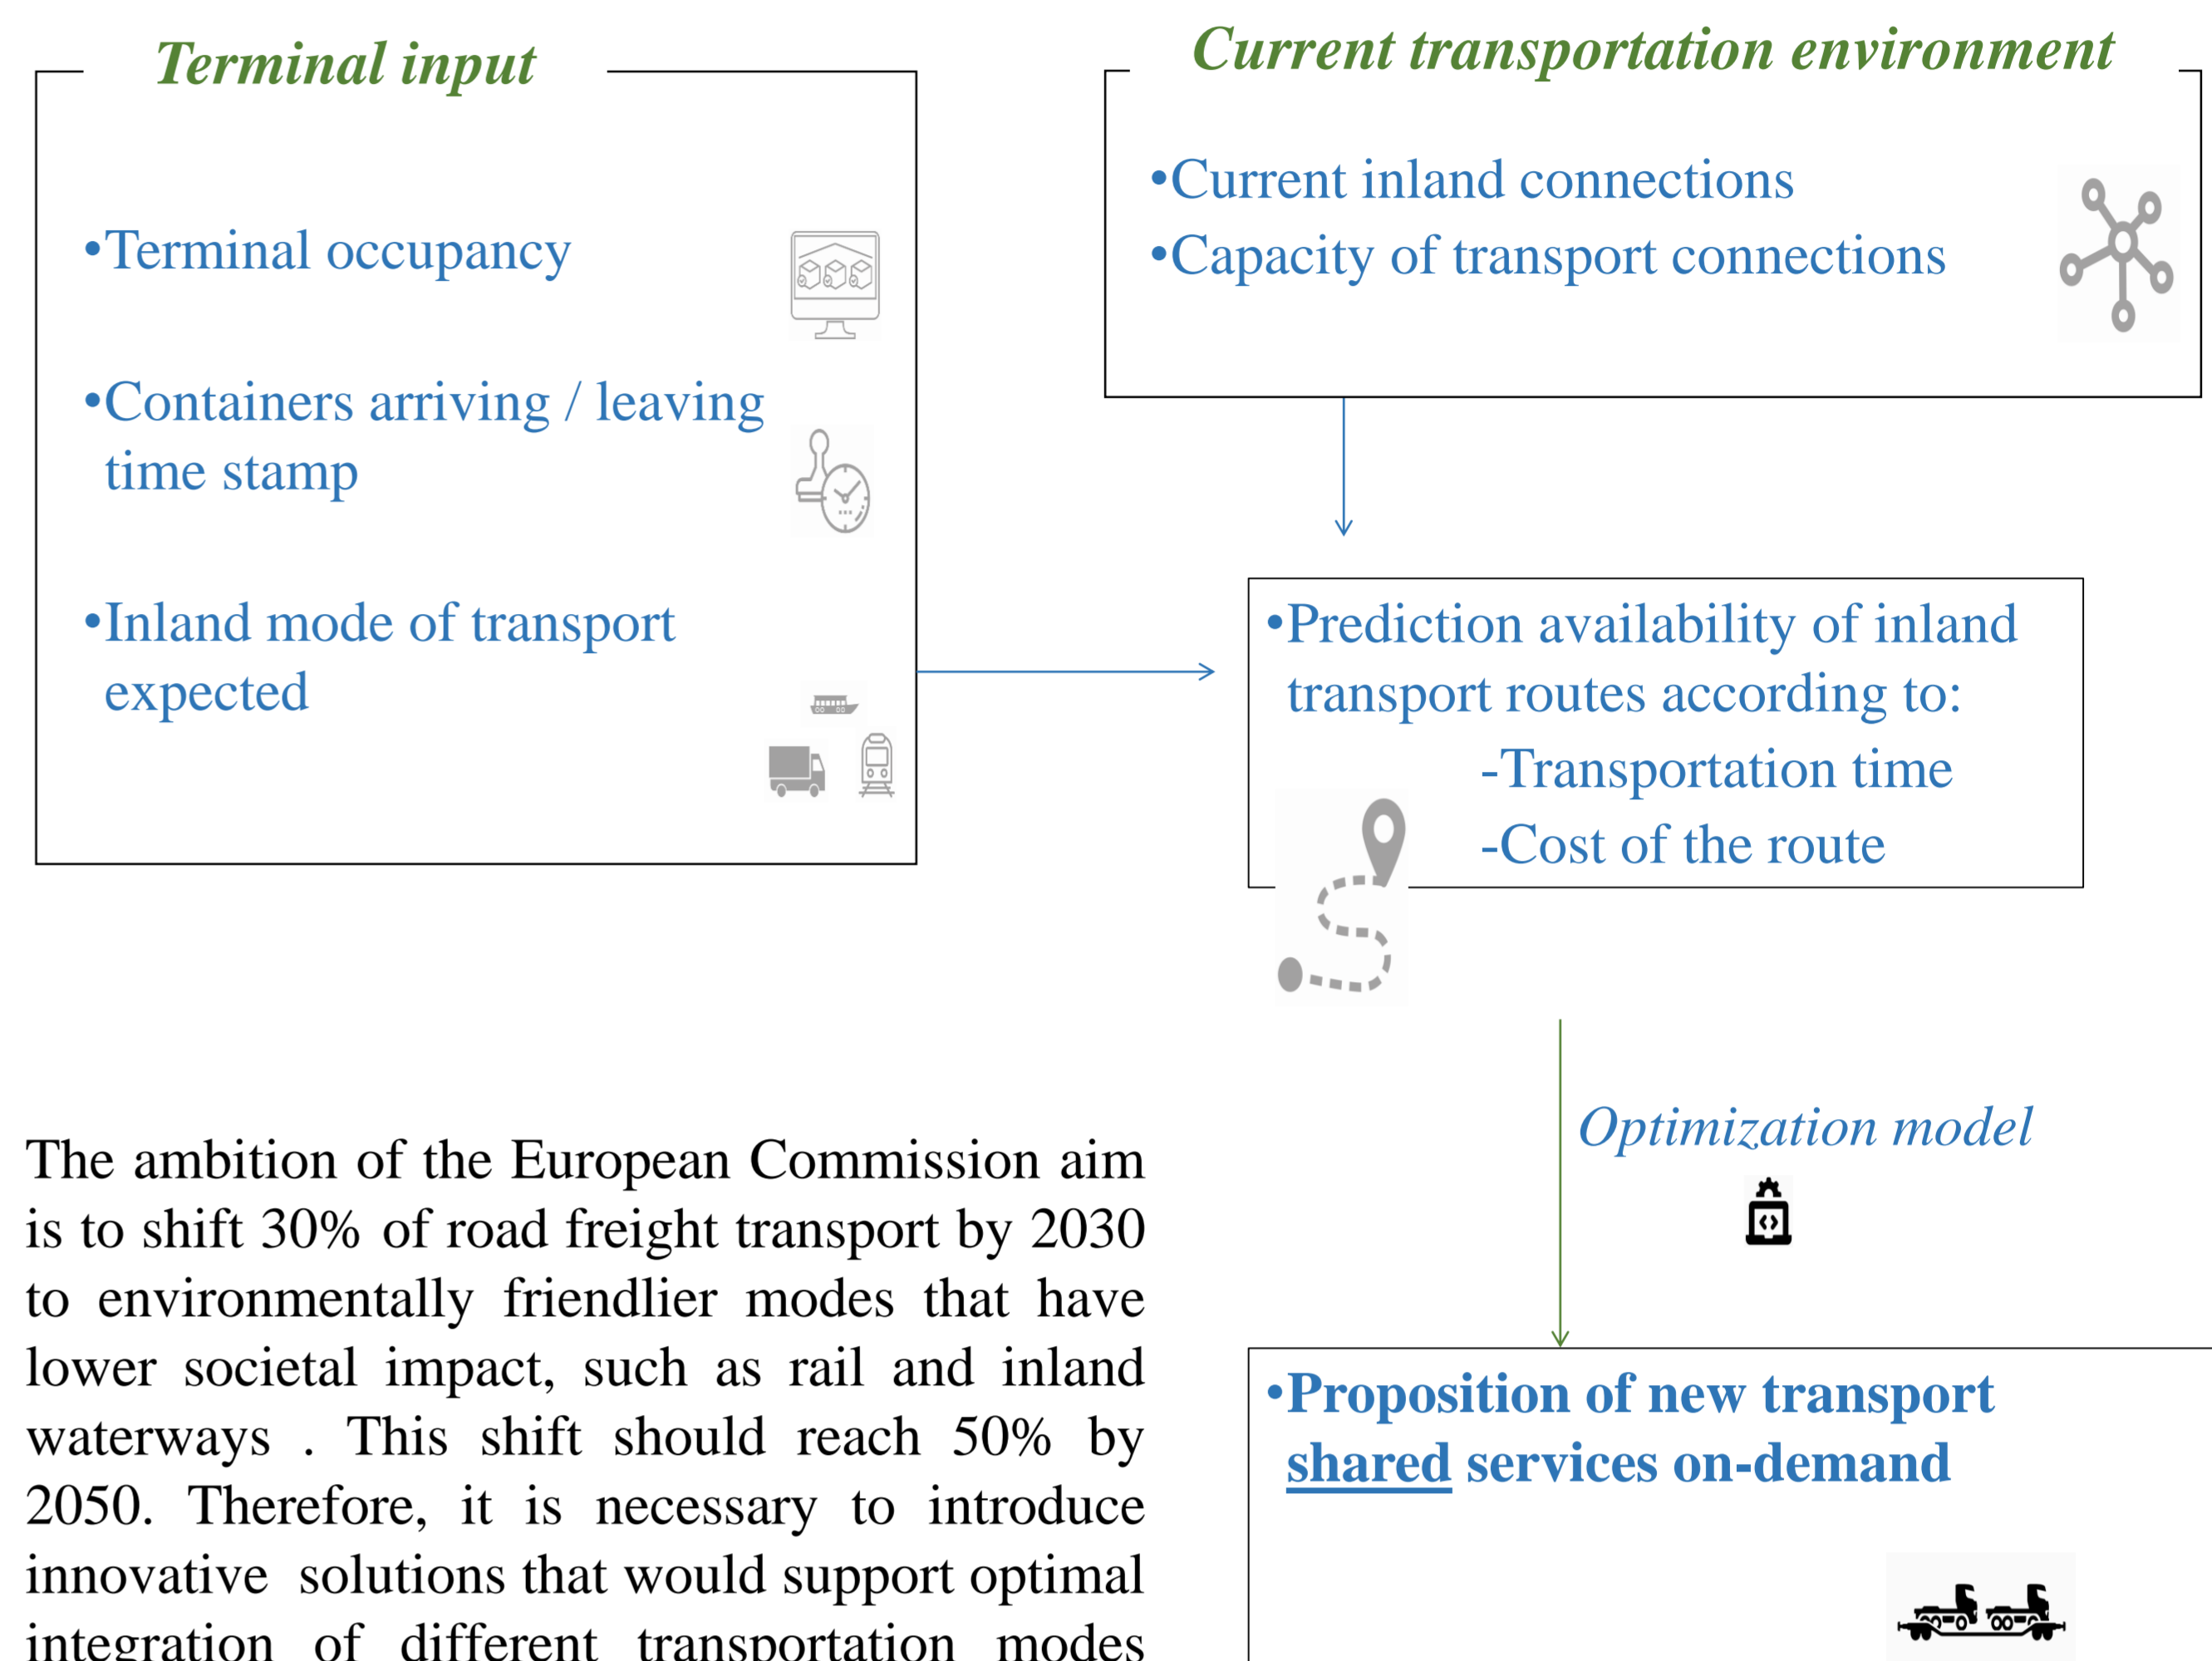 Terminal input
•Terminal occupancy
•Containers arriving / leaving
time stamp
•Inland mode of transport
expected
Current transportation environment
•Current inland connections
•Capacity of transport connections
•Prediction availability of inland
transport routes according to:
-Transportation time
-Cost of the route
Optimization model
•Proposition of new transport
shared services on-demand
The ambition of the European Commission aim
is to shift 30% of road freight transport by 2030
to environmentally friendlier modes that have
lower societal impact, such as rail and inland
waterways . This shift should reach 50% by
2050. Therefore, it is necessary to introduce
innovative solutions that would support optimal
integration of different transportation modes